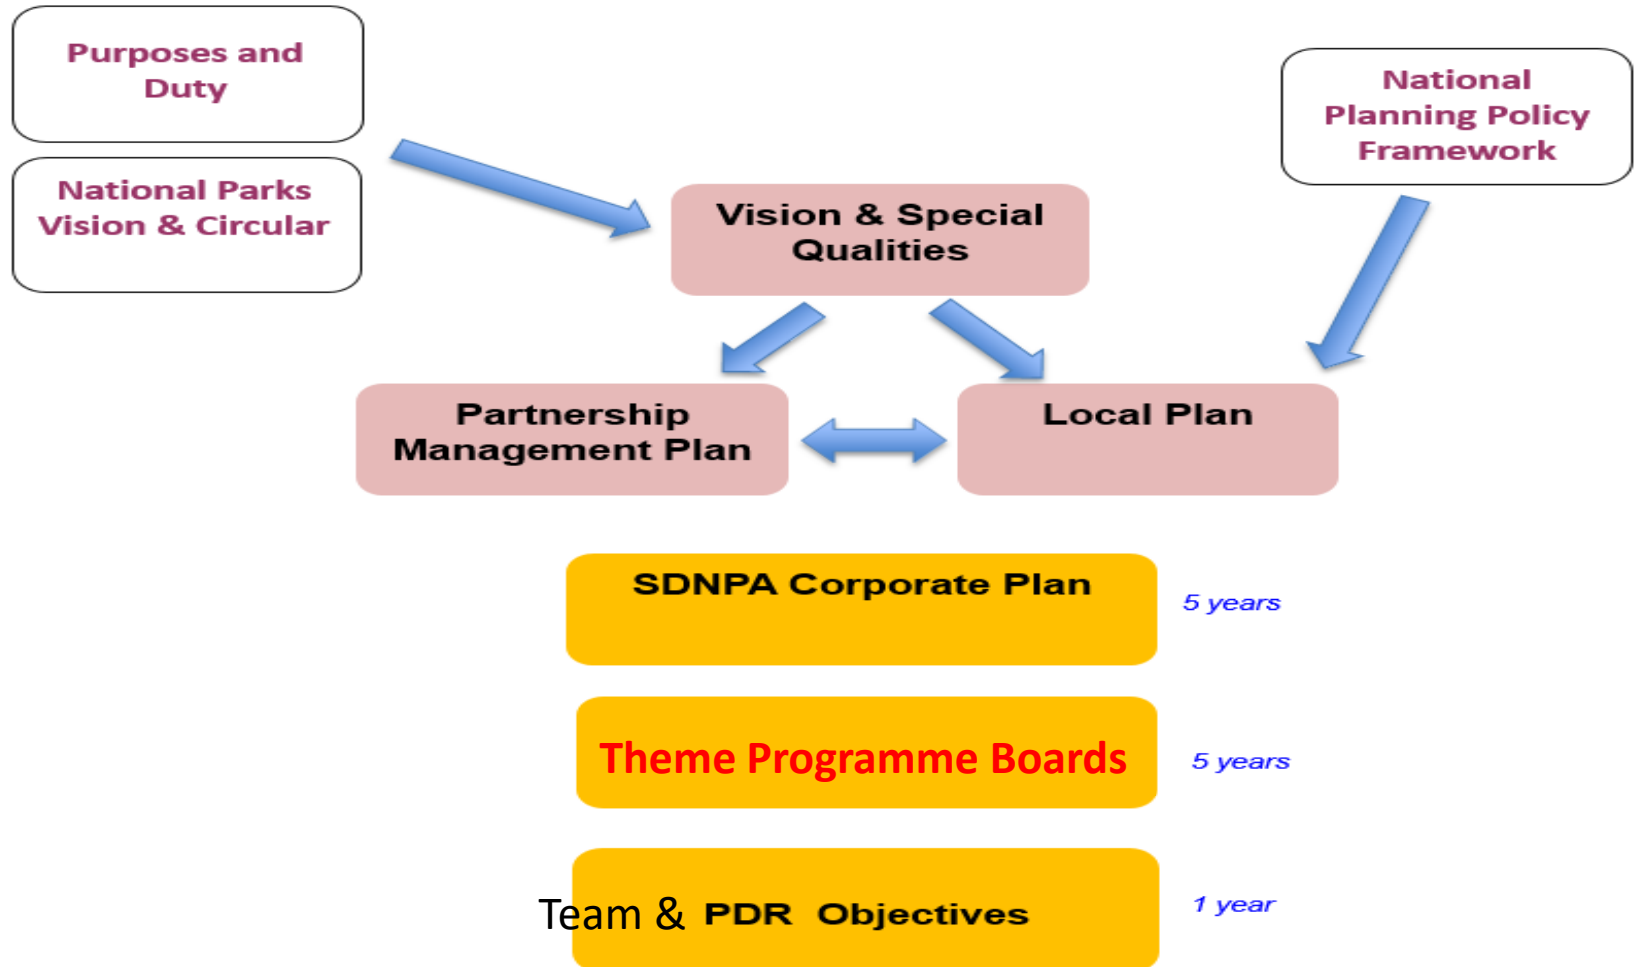 Purposes and
Duty
National Parks
Vision & Circular
National
Planning Policy
Framework
Vision & Special
Qualities
Partnership
Management Plan
Local Plan
SDNPA Corporate Plan
5 years
Theme Programme Boards
5 years
Team & PDR Objectives
1 year